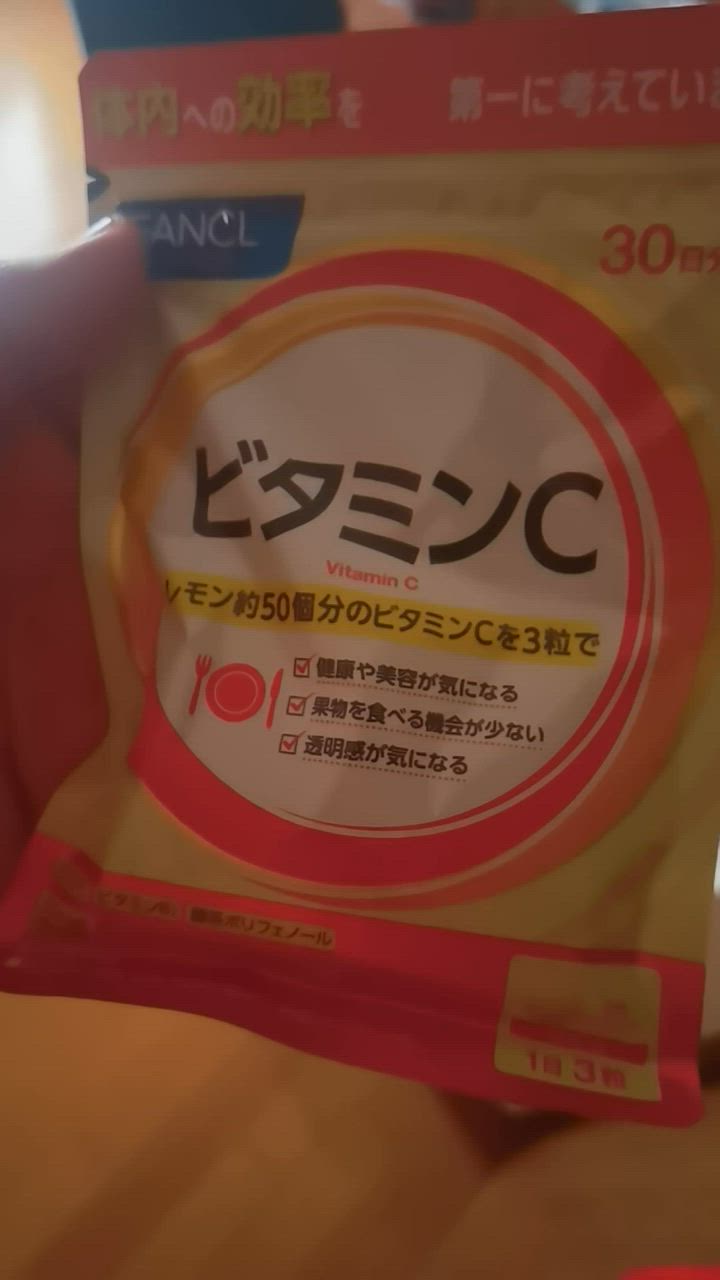 体内への効率を 第一に考えていま
FANCL
30日分
ビタミンC
Vitamin C
レモン約50個分のビタミンCを3粒で
健康や美容が気になる
果物を食べる機会が少ない
透明感が気になる
ポリフェノール
1日3粒